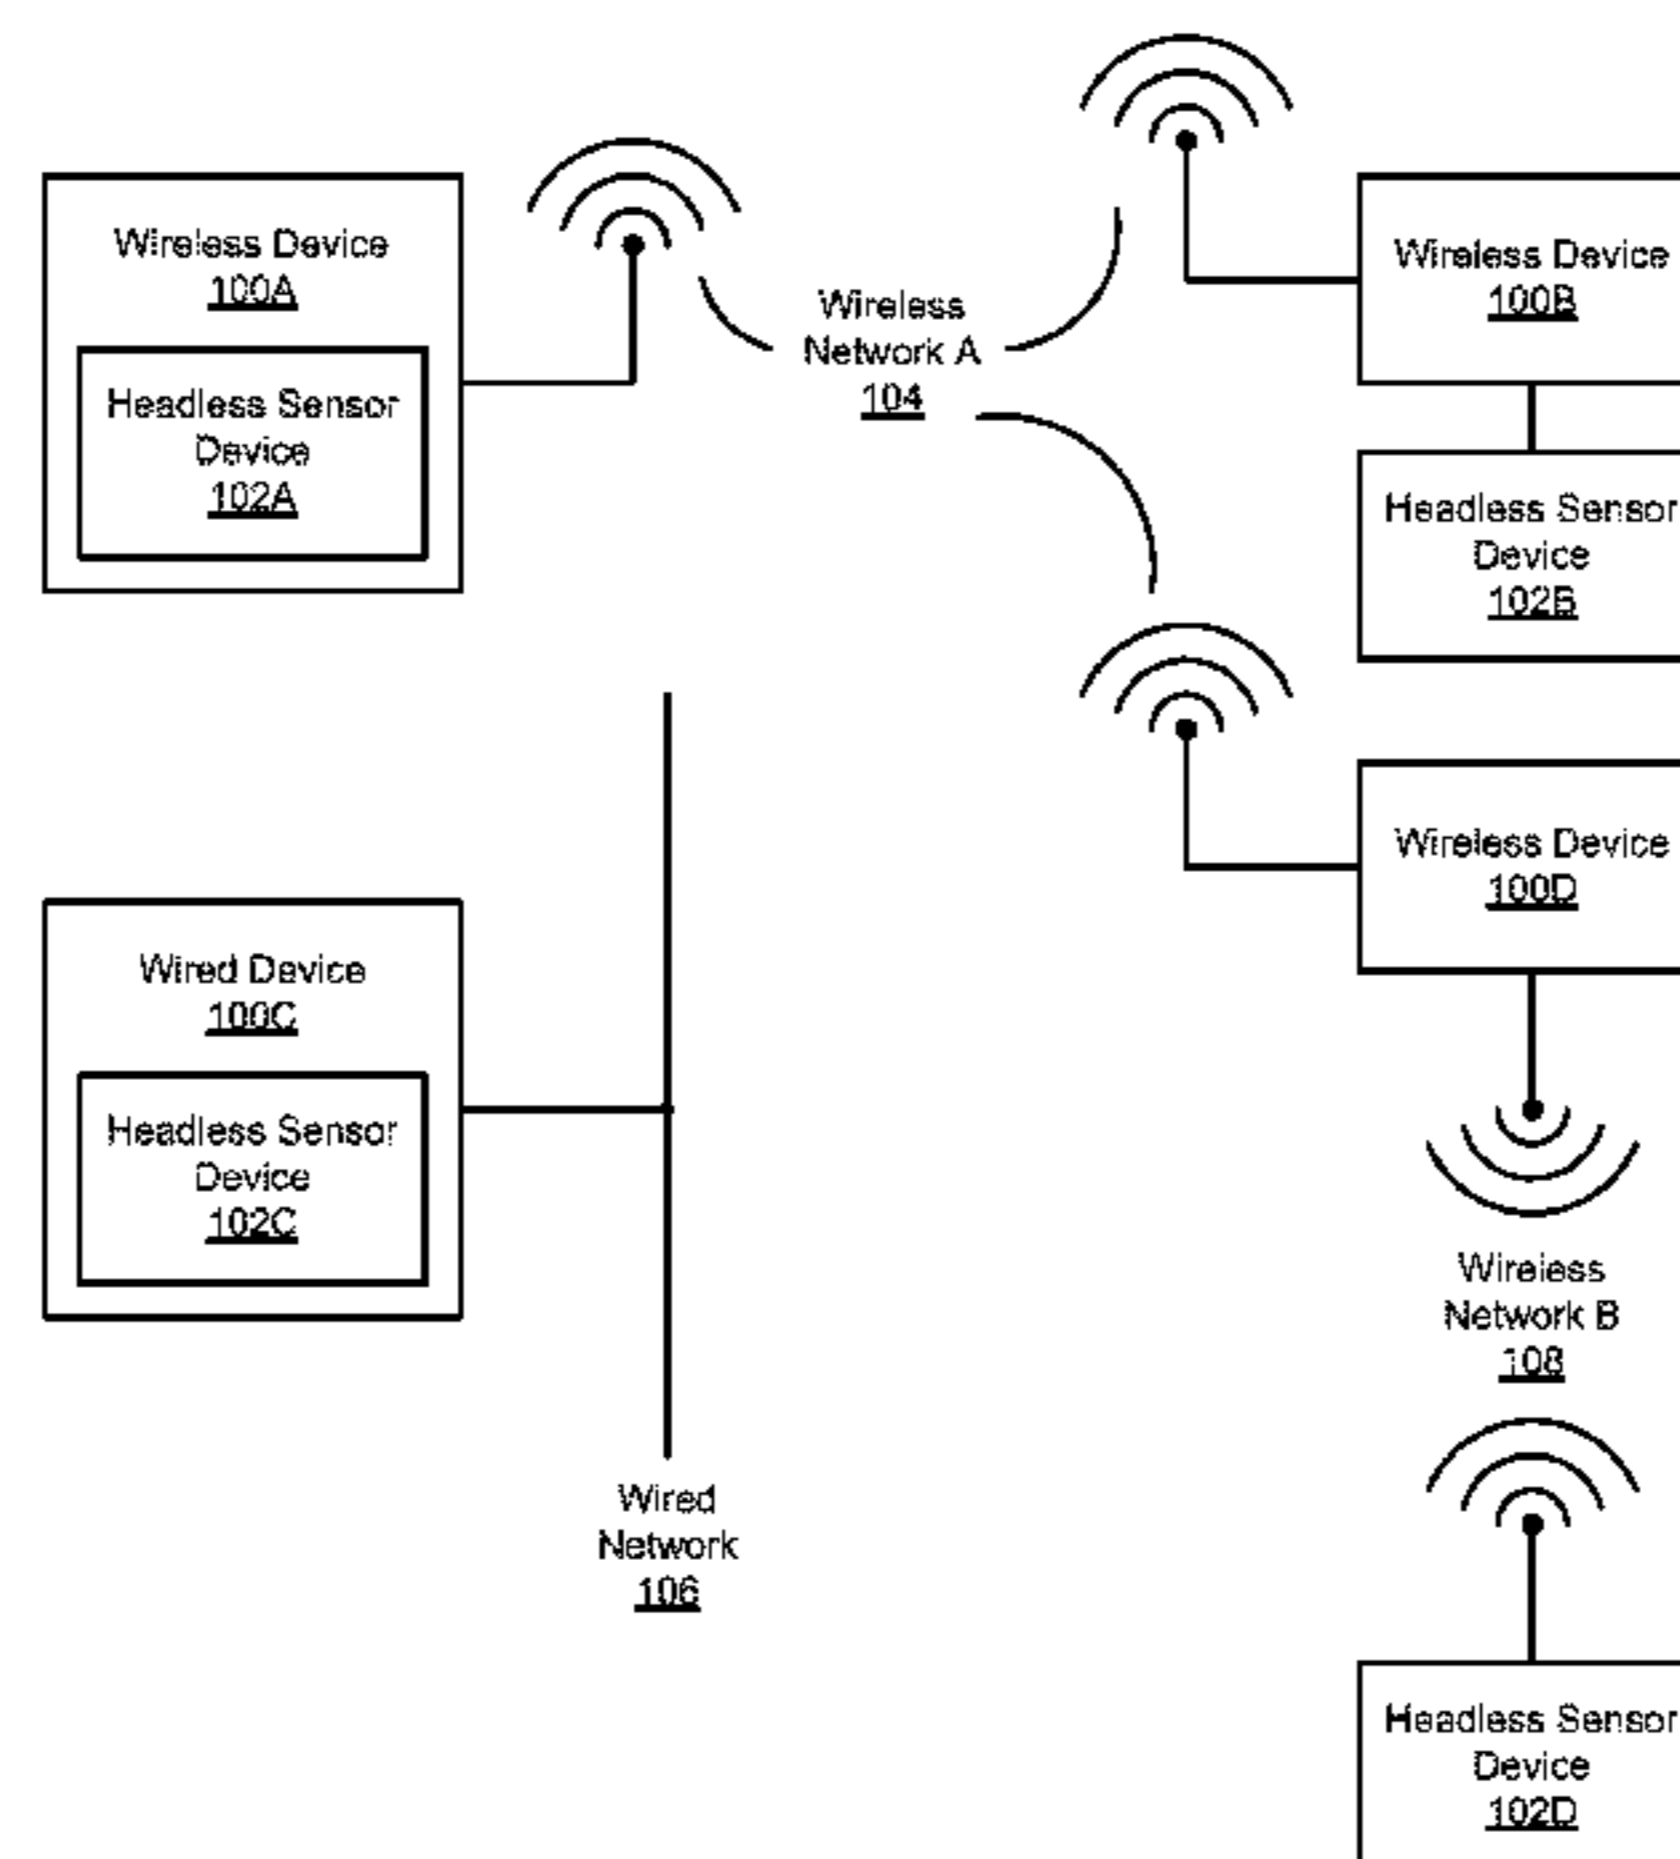 Wireless Device
100A
Headless Sensor
Device
102A
Wireless
Network A
104
Wireless Device
100B
Headless Sensor
Device
102B
Wireless Device
100D
Wired Device
100C
Headless Sensor
Device
102C
Wireless
Network B
108
Wired
Network
106
Headless Sensor
Device
102D